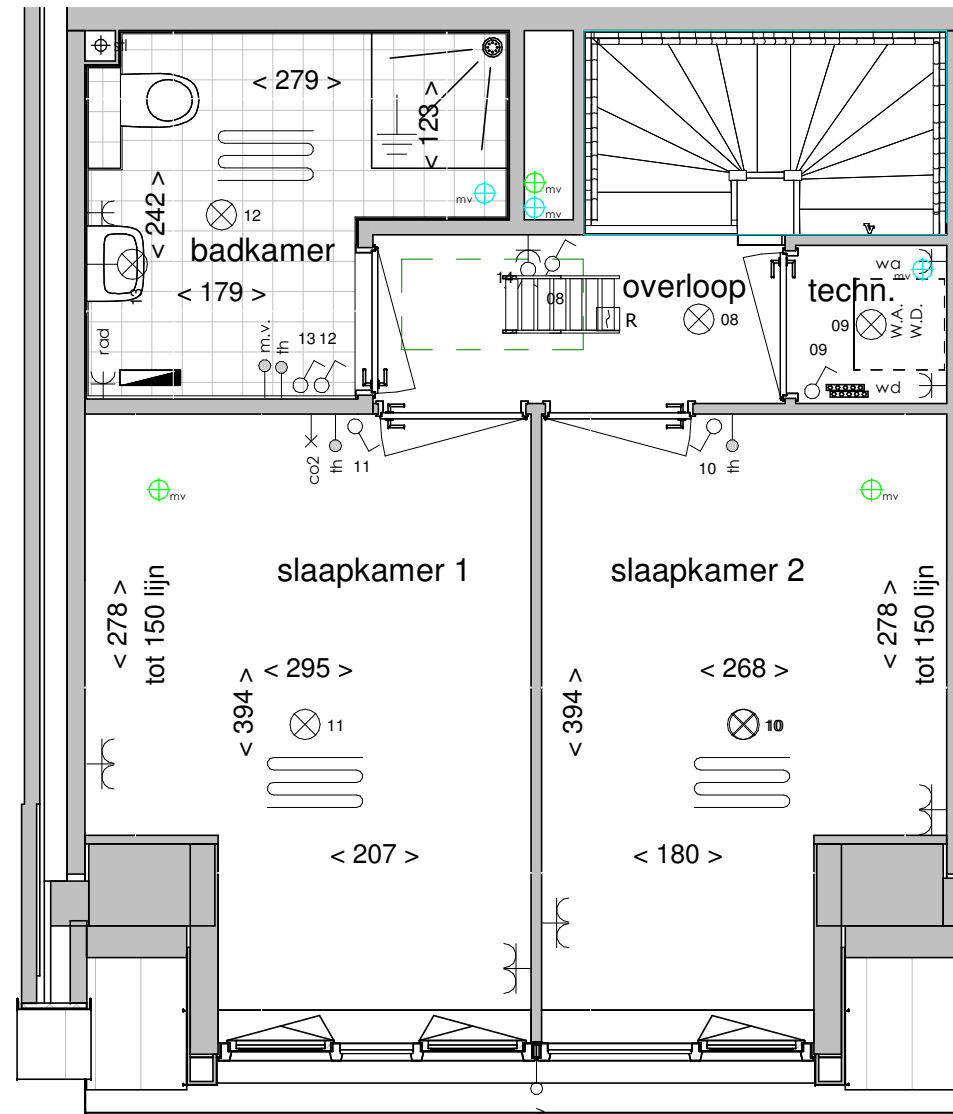 stl
< 279 >
< 123 >
mv
mv
mv
12
< 242 >
badkamer
13
< 179 >
rad
m.v.
th
13 12
14
08
R
overloop
08
techn.
wa
mv
09
W.A.
W.D.
09
wd
co2
th
11
10
th
mv
mv
slaapkamer 1
slaapkamer 2
< 278 >
tot 150 lijn
< 295 >
< 394 >
11
< 394 >
< 268 >
10
< 278 >
tot 150 lijn
< 207 >
< 180 >